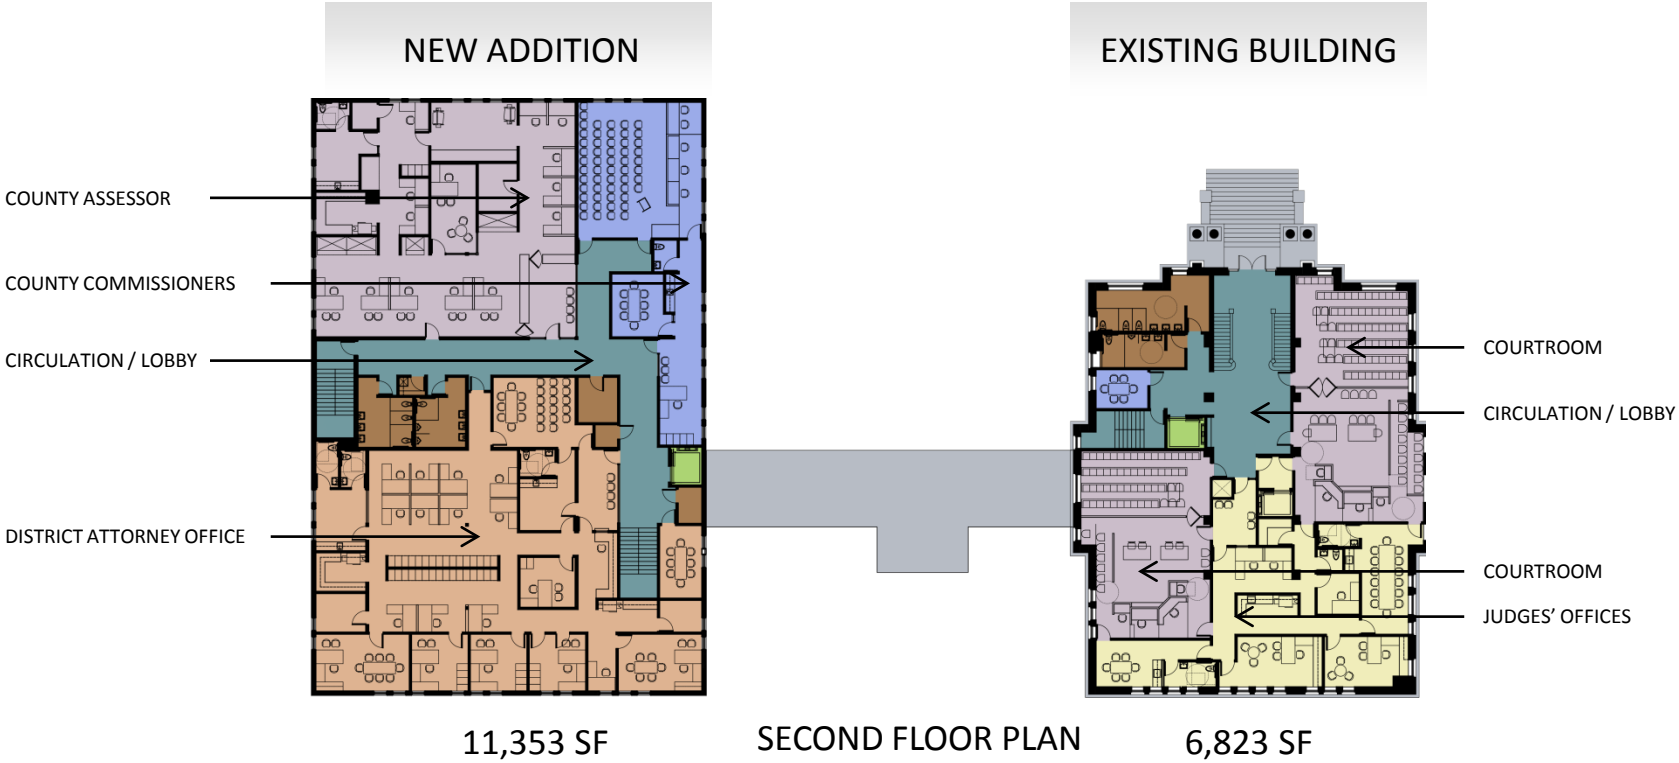 NEW ADDITION
EXISTING BUILDING
COUNTY ASSESSOR
COUNTY COMMISSIONERS
CIRCULATION / LOBBY
DISTRICT ATTORNEY OFFICE
COURTROOM
CIRCULATION / LOBBY
COURTROOM
JUDGES’ OFFICES
11,353 SF
SECOND FLOOR PLAN
6,823 SF